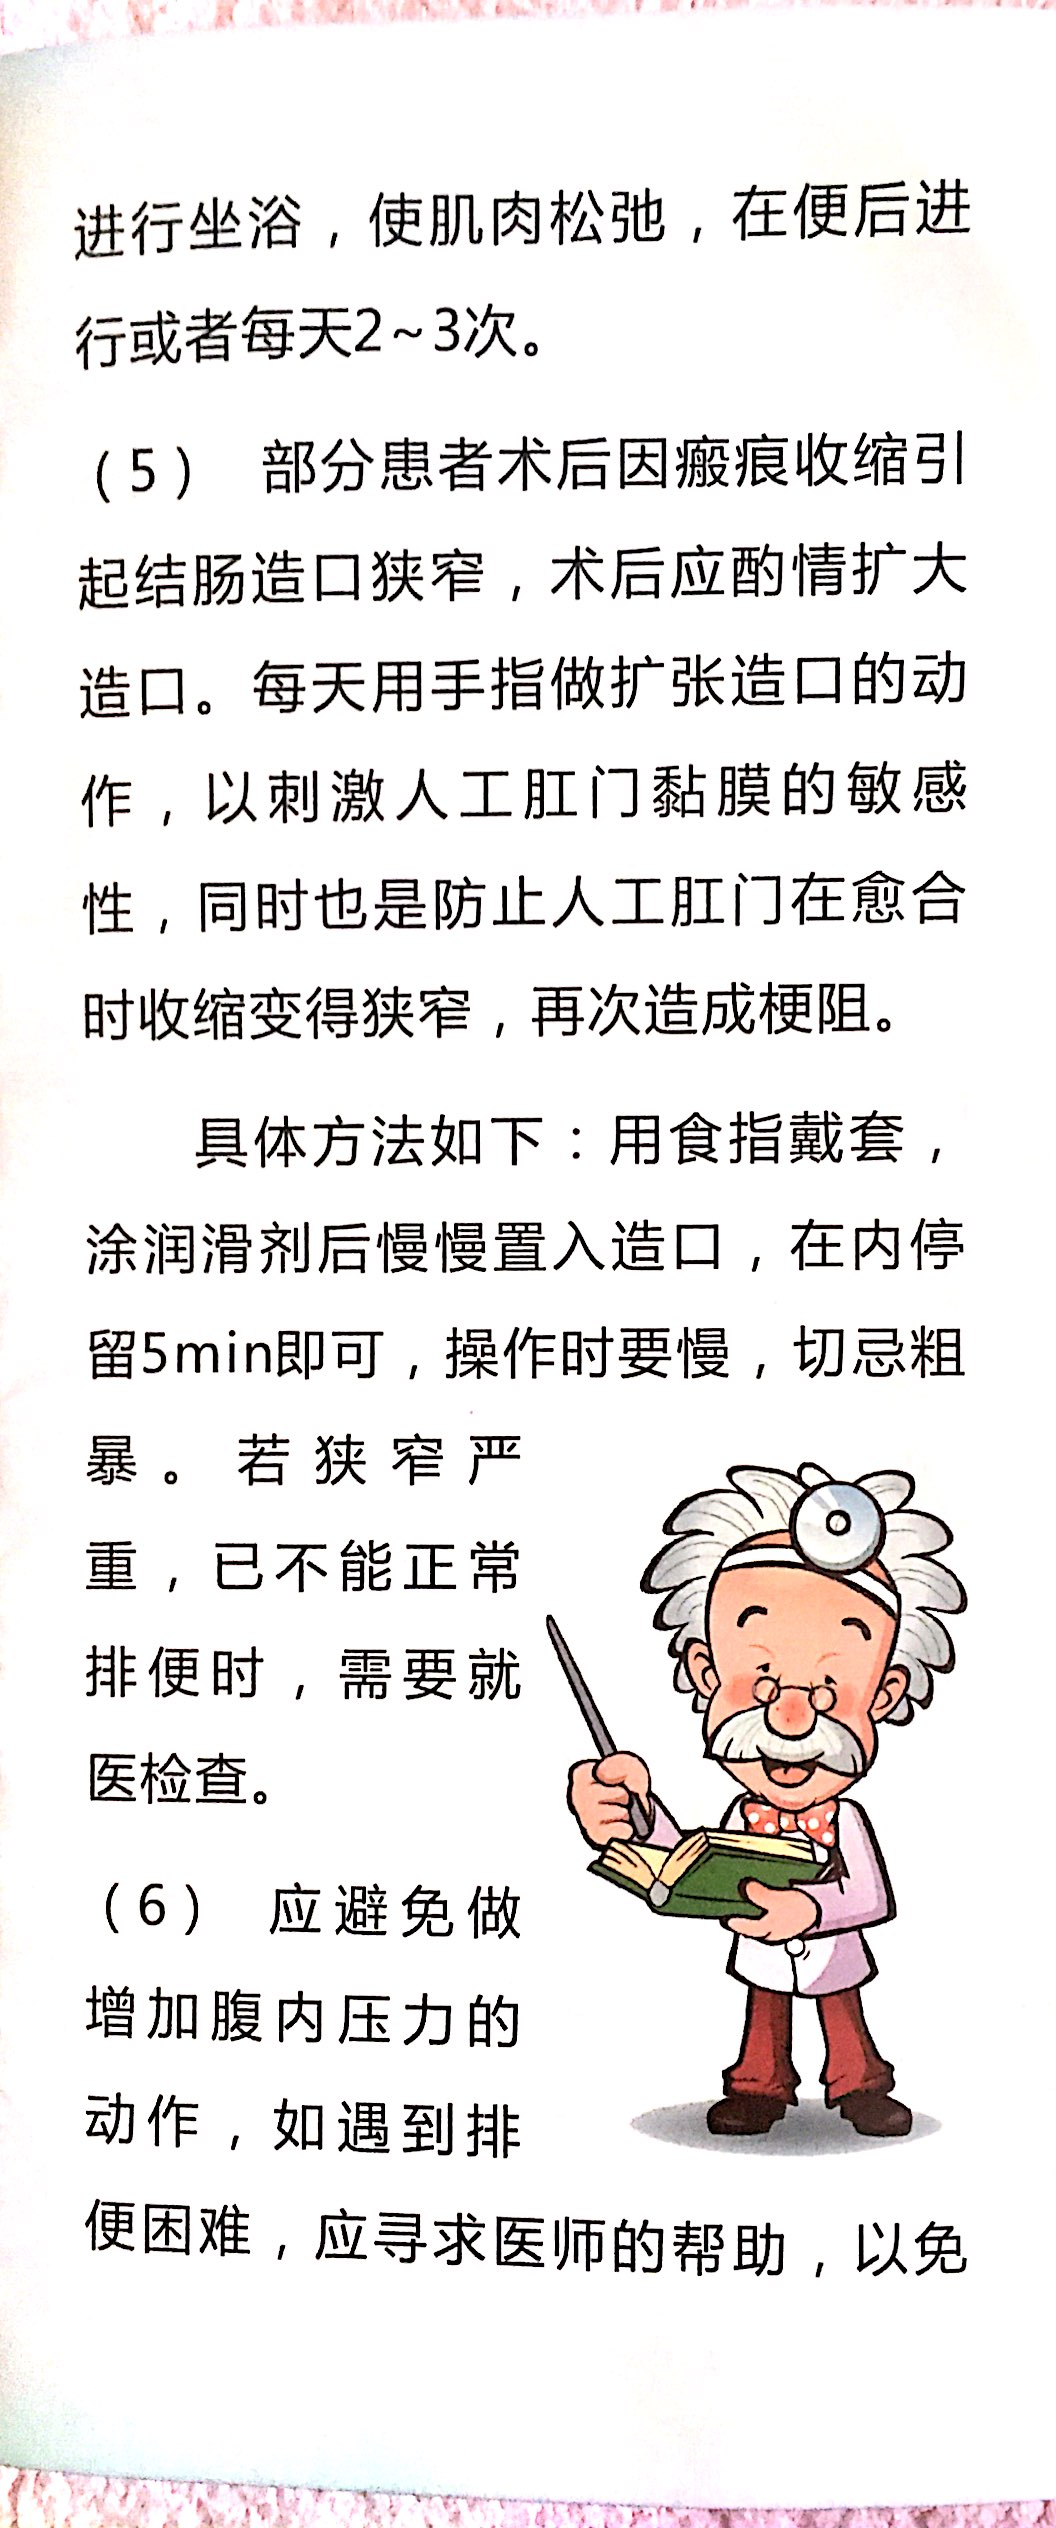 进行坐浴，使肌肉松弛，在便后进
行或者每天2~3次。
（5） 部分患者术后因瘢痕收缩引
起结肠造口狭窄，术后应酌情扩大
造口。每天用手指做扩张造口的动
作，以刺激人工肛门黏膜的敏感
性，同时也是防止人工肛门在愈合
时收缩变得狭窄，再次造成梗阻。
具体方法如下：用食指戴套，
涂润滑剂后慢慢置入造口，在内停
留5min即可，操作时要慢，切忌粗
暴。若狭窄严
重，已不能正常
排便时，需要就
医检查。
（6） 应避免做
增加腹内压力的
动作，如遇到排
便困难，应寻求医师的帮助，以免